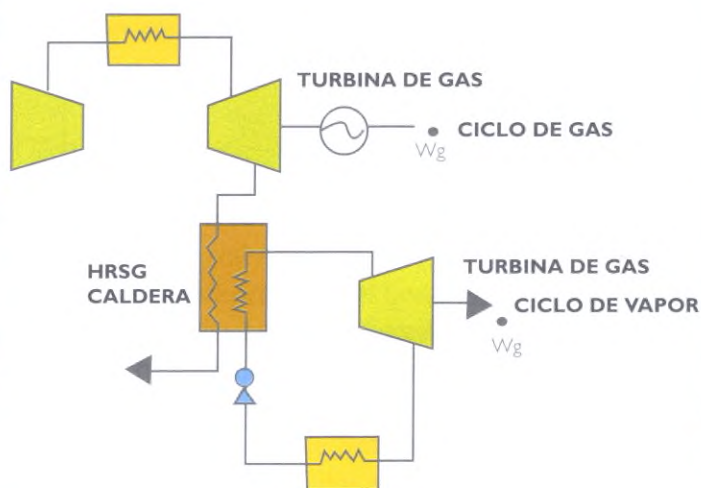 TURBINA DE GAS
CICLO DE GAS
Wg
HRSG
CALDERA
TURBINA DE GAS
CICLO DE VAPOR
Wg